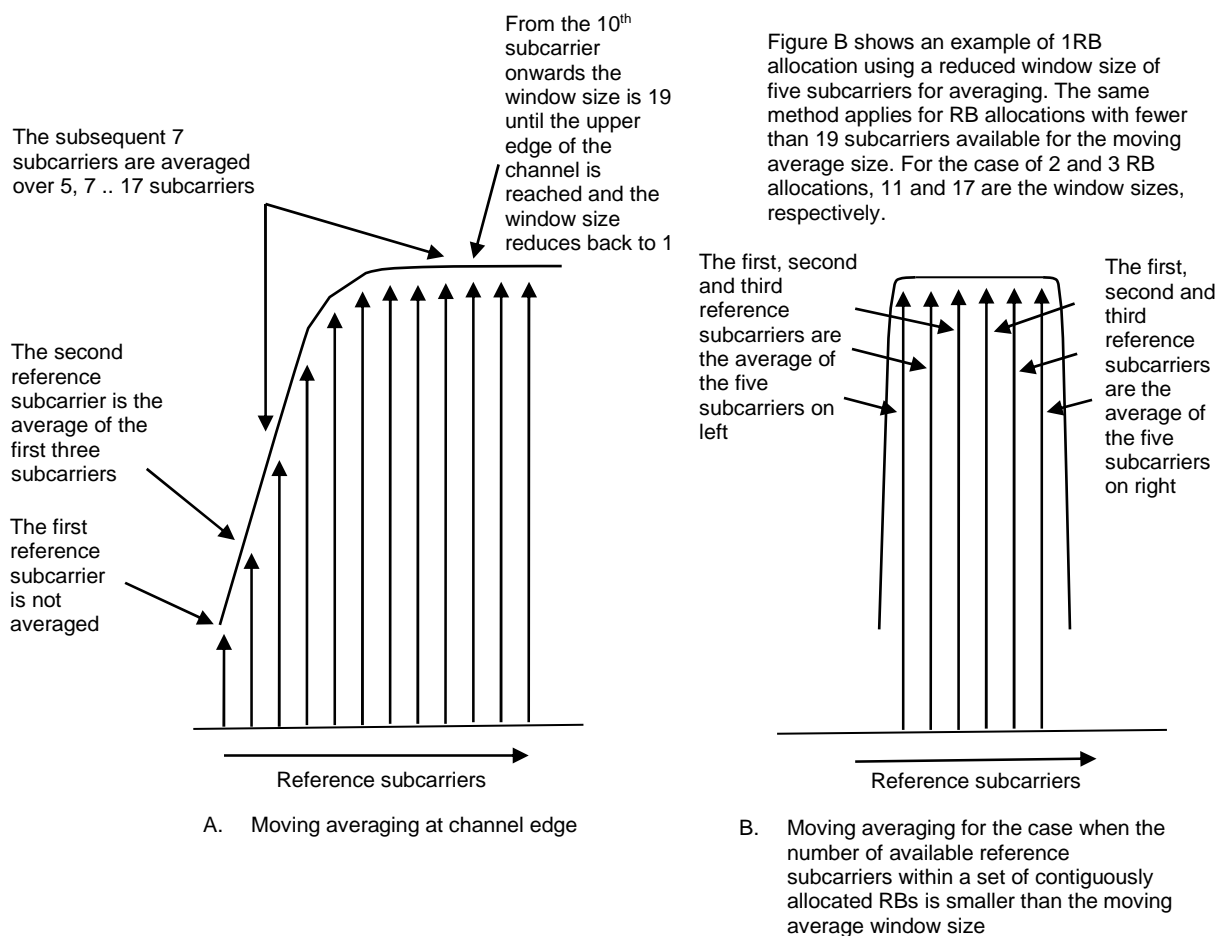 From the 10th
subcarrier
onwards the
window size is 19
until the upper
edge of the
channel is
reached and the
window size
reduces back to 1
The subsequent 7
subcarriers are averaged
over 5, 7 .. 17 subcarriers
The second
reference
subcarrier is the
average of the
first three
subcarriers
The first
reference
subcarrier
is not
averaged
Reference subcarriers
A. Moving averaging at channel edge
Figure B shows an example of 1RB
allocation using a reduced window size of
five subcarriers for averaging. The same
method applies for RB allocations with fewer
than 19 subcarriers available for the moving
average size. For the case of 2 and 3 RB
allocations, 11 and 17 are the window sizes,
respectively.
The first, second
and third
reference
subcarriers are
the average of
the five
subcarriers on
left
The first,
second and
third
reference
subcarriers
are the
average of
the five
subcarriers
on right
Reference subcarriers
B. Moving averaging for the case when the
number of available reference
subcarriers within a set of contiguously
allocated RBs is smaller than the moving
average window size